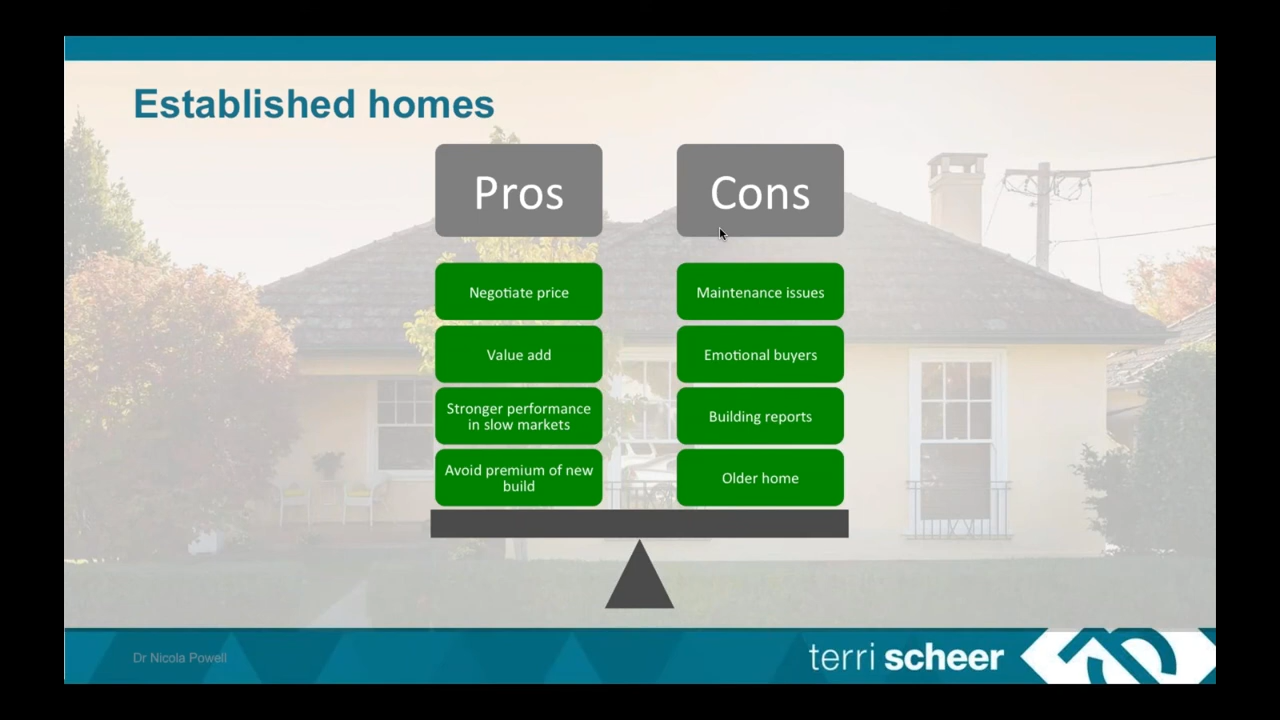 Established homes
Pros
Cons
Negotiate price
Maintenance issues
Value add
Emotional buyers
Stronger performance
in slow markets
Building reports
Avoid premium of new
build
Older home
Dr Nicola Powell
terri scheer